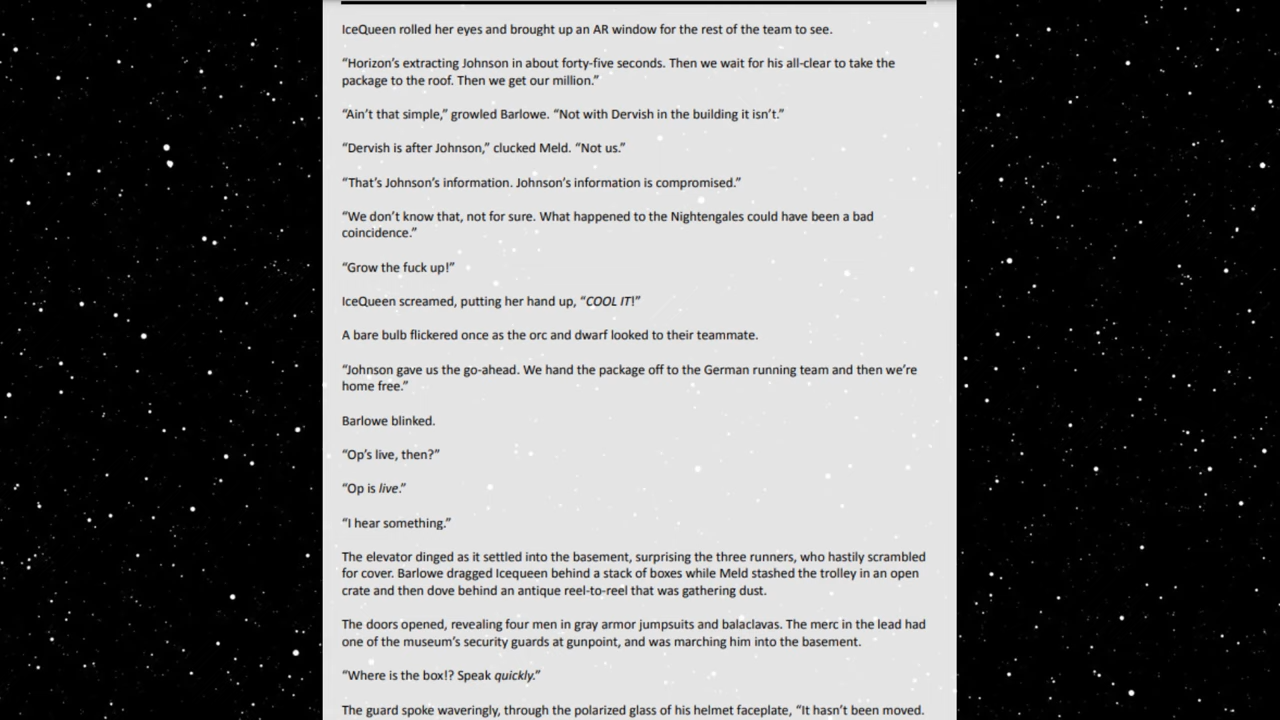 IceQueen rolled her eyes and brought up an AR window for the rest of the team to see.
“Horizon’s extracting Johnson in about forty-five seconds. Then we wait for his all-clear to take the
package to the roof. Then we get our million.”
“Ain’t that simple,” growled Barlowe. “Not with Dervish in the building it isn’t.”
“Dervish is after Johnson,” clucked Meld. “Not us.”
“That’s Johnson’s information. Johnson’s information is compromised.”
“We don’t know that, not for sure. What happened to the Nightengales could have been a bad
coincidence.”
“Grow the fuck up!”
IceQueen screamed, putting her hand up, “COOL IT!”
A bare bulb flickered once as the orc and dwarf looked to their teammate.
“Johnson gave us the go-ahead. We hand the package off to the German running team and then we’re
home free.”
Barlowe blinked.
“Op’s live, then?”
“Op is live.”
“I hear something.”
The elevator dinged as it settled into the basement, surprising the three runners, who hastily scrambled
for cover. Barlowe dragged Icequeen behind a stack of boxes while Meld stashed the trolley in an open
crate and then dove behind an antique reel-to-reel that was gathering dust.
The doors opened, revealing four men in gray armor jumpsuits and balaclavas. The merc in the lead had
one of the museum’s security guards at gunpoint, and was marching him into the basement.
“Where is the box!? Speak quickly.”
The guard spoke waveringly, through the polarized glass of his helmet faceplate, “It hasn’t been moved.